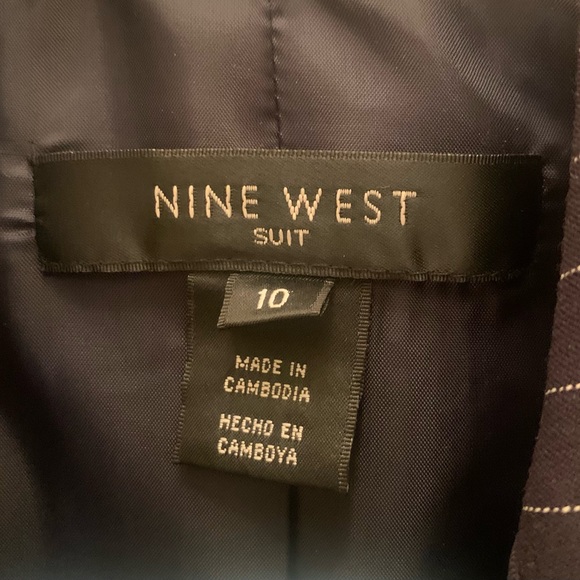 NINE WEST
SUIT
10
MADE IN
CAMBODIA
HECHO EN
CAMBOYA